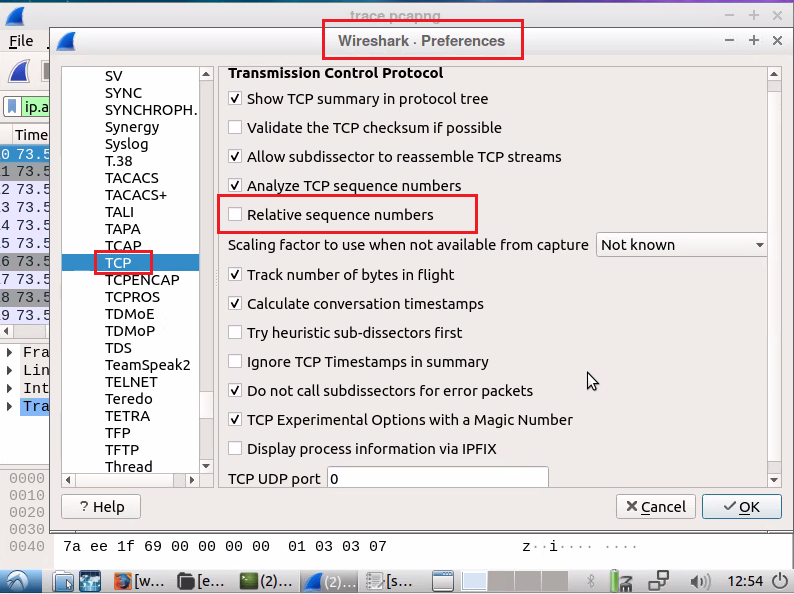 trace.pcapng
File
Wireshark · Preferences
ip.a
Time
0 73.5
1 73.5
2 73.5
3 73.5
4 73.5
5 73.5
6 73.5
7 73.5
8 73.5
9 73.5
Fra
Lin
Int
Tra
SV
SYNC
SYNCHROPH.
Synergy
Syslog
T.38
TACACS
TACACS+
TALI
TAPA
TCAP
TCP
TCPENCAP
TCPROS
TDMoE
TDMoP
TDS
TeamSpeak2
TELNET
Teredo
TETRA
TFP
TFTP
Thread
Transmission Control Protocol
Show TCP summary in protocol tree
Validate the TCP checksum if possible
Allow subdissector to reassemble TCP streams
Analyze TCP sequence numbers
Relative sequence numbers
Scaling factor to use when not available from capture Not known
Track number of bytes in flight
Calculate conversation timestamps
Try heuristic sub-dissectors first
Ignore TCP Timestamps in summary
Do not call subdissectors for error packets
TCP Experimental Options with a Magic Number
Display process information via IPFIX
TCP UDP port 0
? Help
Cancel
OK
0000
0010
0020
0030
0040 7a ee 1f 69 00 00 00 00 01 03 03 07 z··i···· ····
[w...
[e...
(2)...
(2)...
[s...
12:54